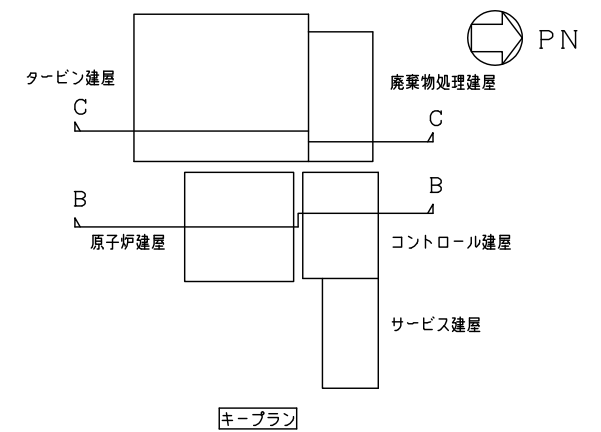 PN
タービン建屋
廃棄物処理建屋
C
C
B
B
原子炉建屋
コントロール建屋
サービス建屋
キープラン